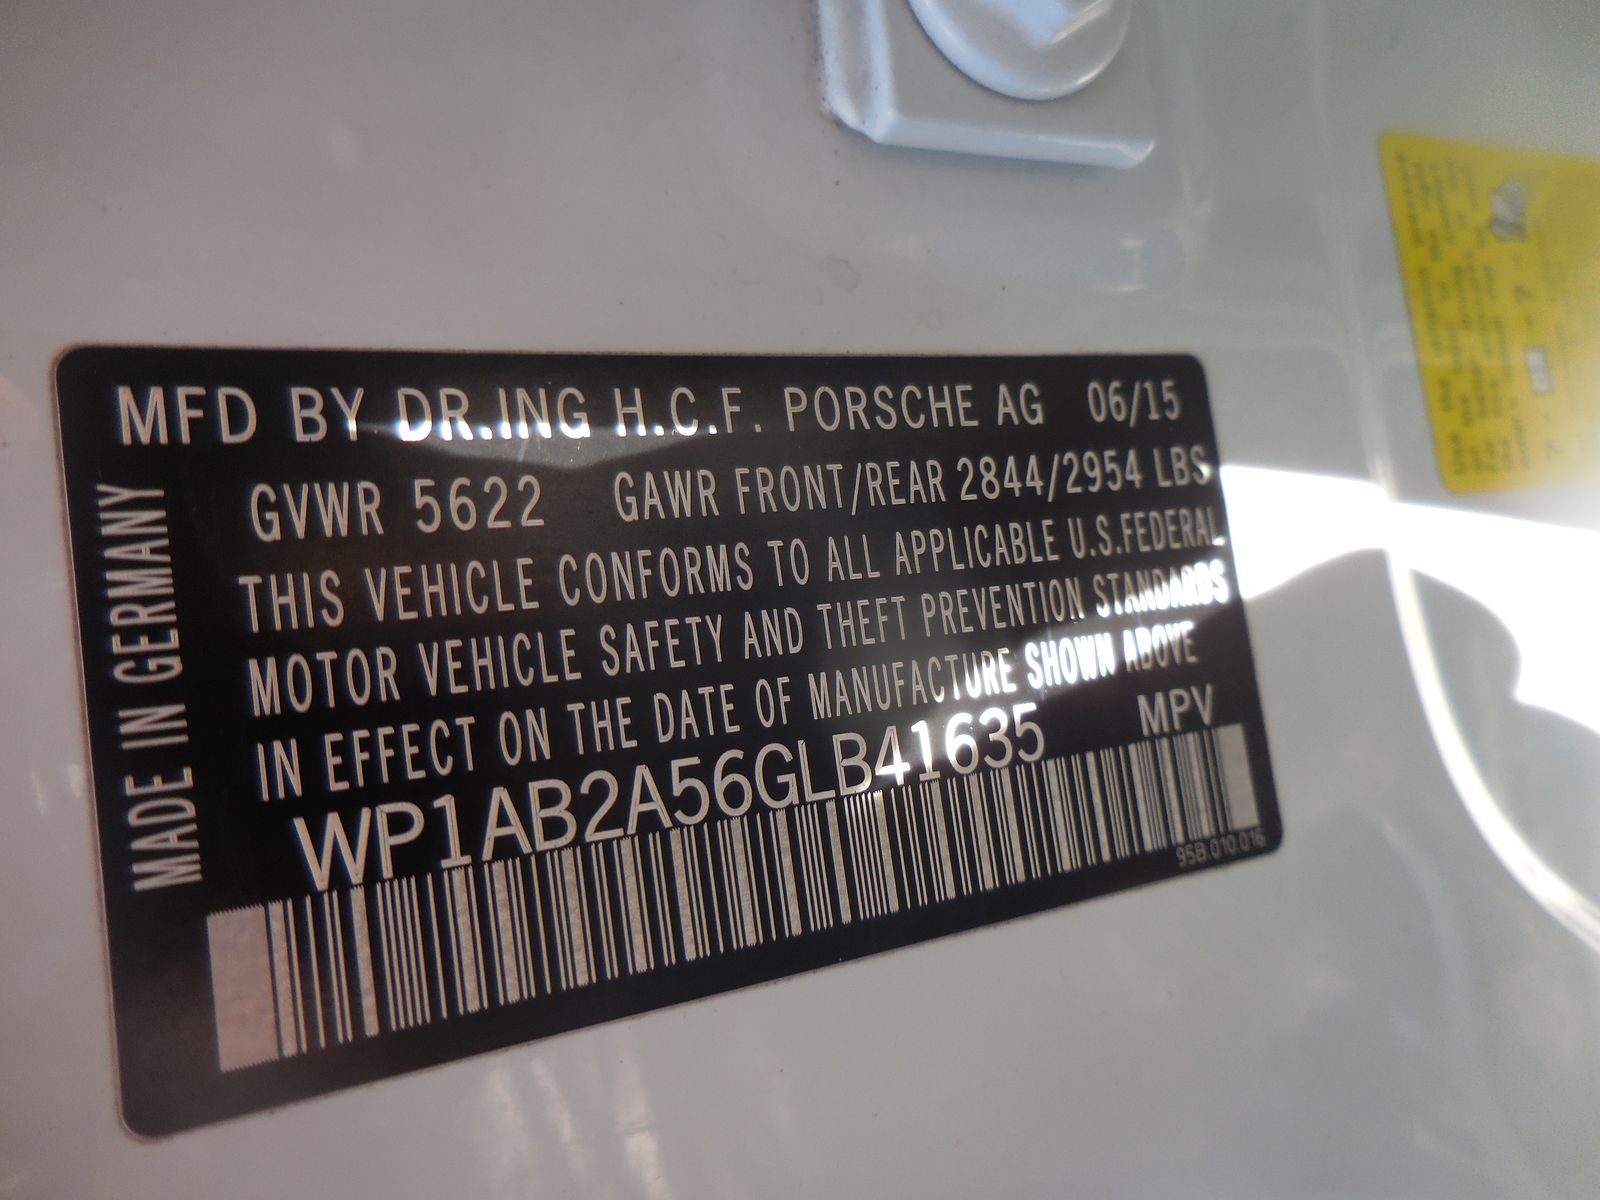 MFD BY DR.ING H.C.F. PORSCHE AG 06/15
GVWR 5622 GAWR FRONT/REAR 2844/2954 LBS
THIS VEHICLE CONFORMS TO ALL APPLICABLE U.S.FEDERAL
MOTOR VEHICLE SAFETY AND THEFT PREVENTION STANDARDS
IN EFFECT ON THE DATE OF MANUFACTURE SHOWN ABOVE
WP1AB2A56GLB41635 MPV
95B.010.016
MADE IN GERMANY